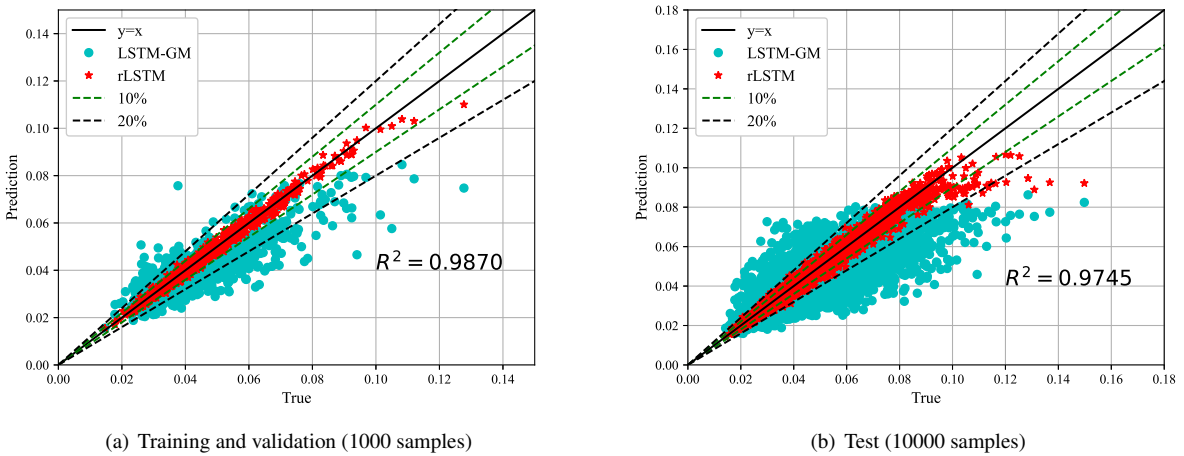 0.14
0.12
0.10
0.08
0.06
0.04
0.02
0.00
Prediction
y=x
LSTM-GM
rLSTM
10%
20%
R² = 0.9870
0.00 0.02 0.04 0.06 0.08 0.10 0.12 0.14
True
(a) Training and validation (1000 samples)
0.18
0.16
0.14
0.12
0.10
0.08
0.06
0.04
0.02
0.00
Prediction
y=x
LSTM-GM
rLSTM
10%
20%
R² = 0.9745
0.00 0.02 0.04 0.06 0.08 0.10 0.12 0.14 0.16 0.18
True
(b) Test (10000 samples)